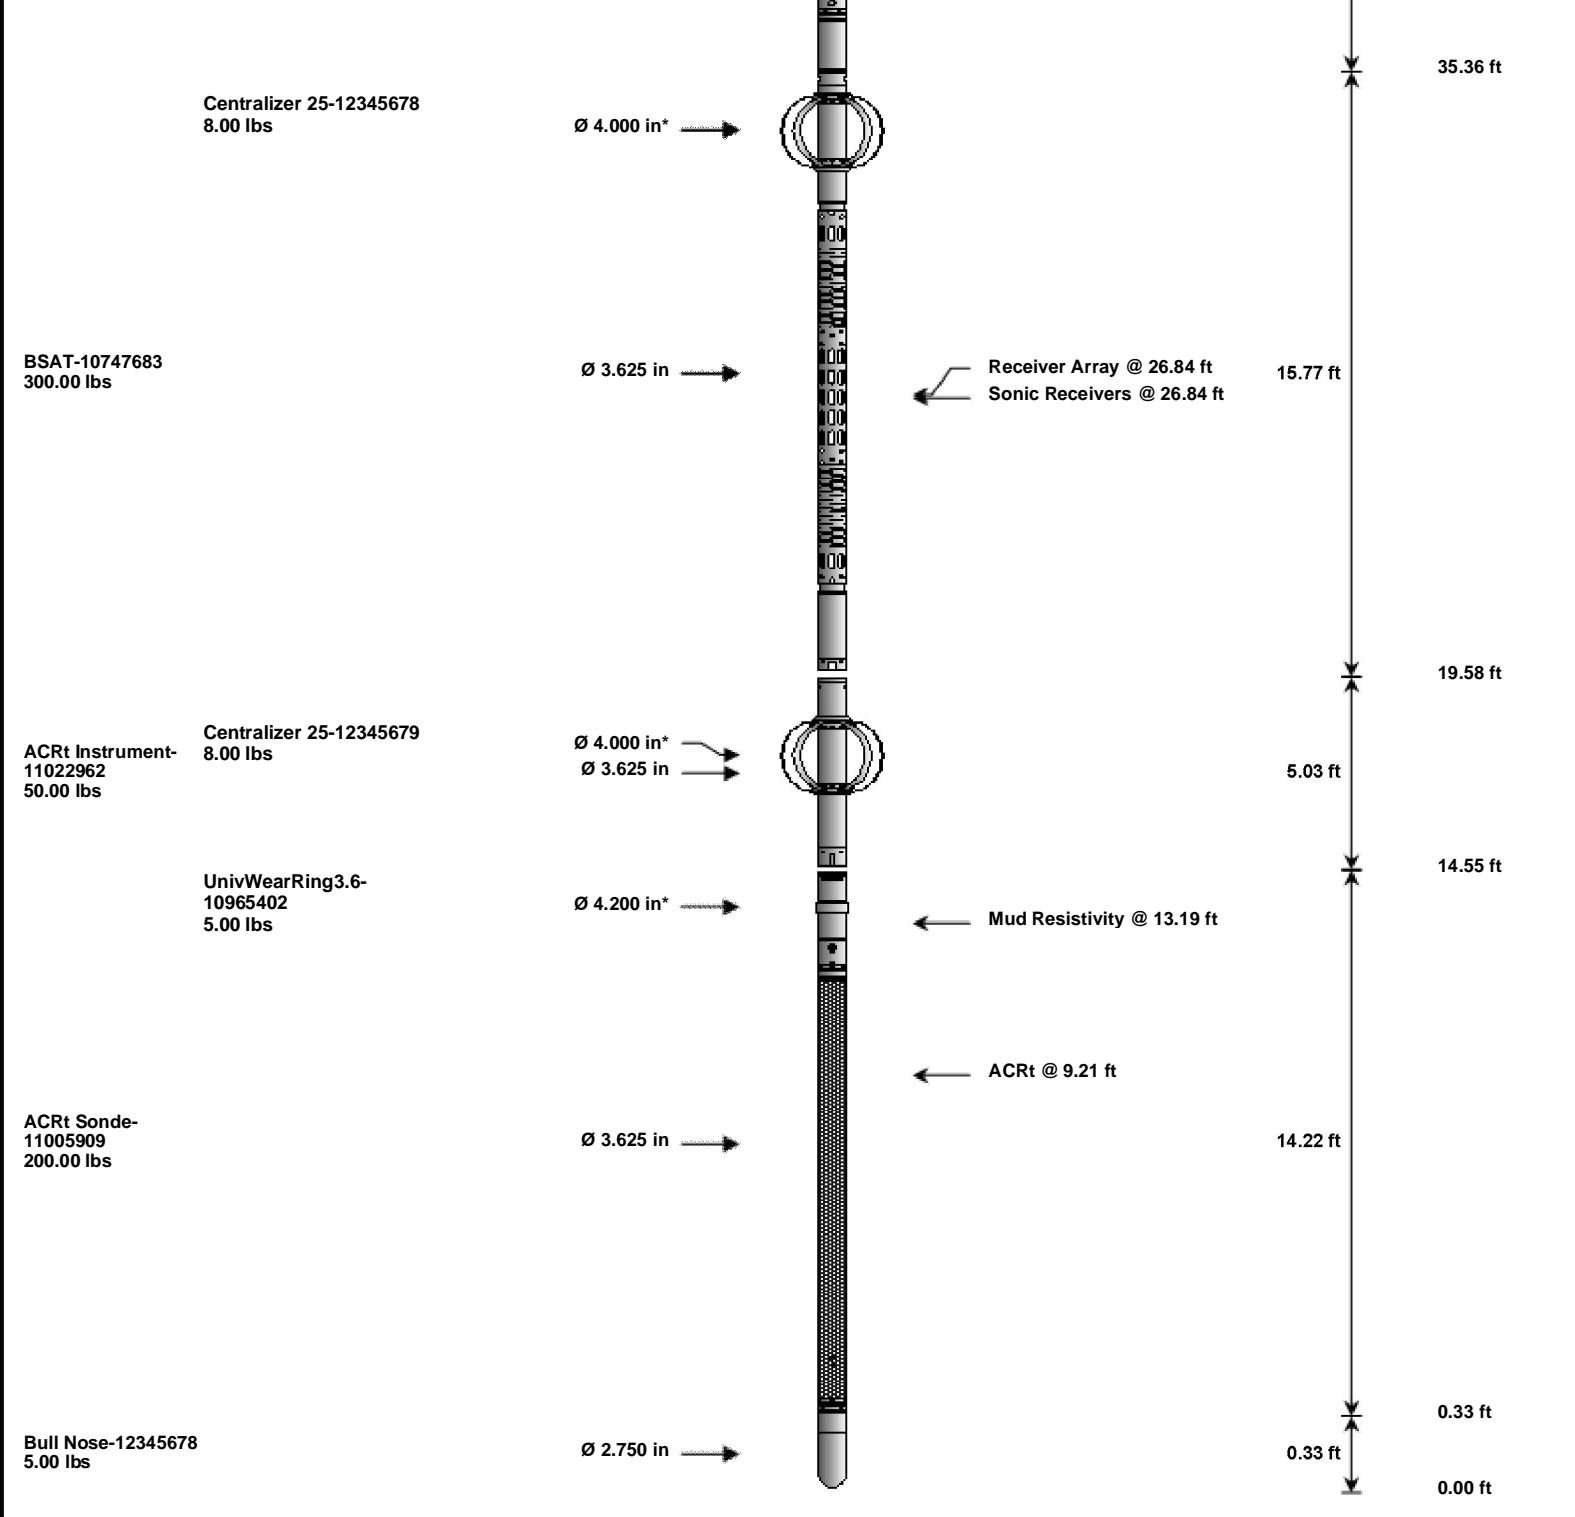 35.36 ft
Centralizer 25-12345678
8.00 lbs
Ø 4.000 in*
BSAT-10747683
300.00 lbs
Ø 3.625 in
Receiver Array @ 26.84 ft
Sonic Receivers @ 26.84 ft
15.77 ft
19.58 ft
Centralizer 25-12345679
8.00 lbs
ACRt Instrument-
11022962
50.00 lbs
Ø 4.000 in*
Ø 3.625 in
5.03 ft
14.55 ft
UnivWearRing3.6-
10965402
5.00 lbs
Ø 4.200 in*
Mud Resistivity @ 13.19 ft
ACRt @ 9.21 ft
ACRt Sonde-
11005909
200.00 lbs
Ø 3.625 in
14.22 ft
0.33 ft
Bull Nose-12345678
5.00 lbs
Ø 2.750 in
0.33 ft
0.00 ft